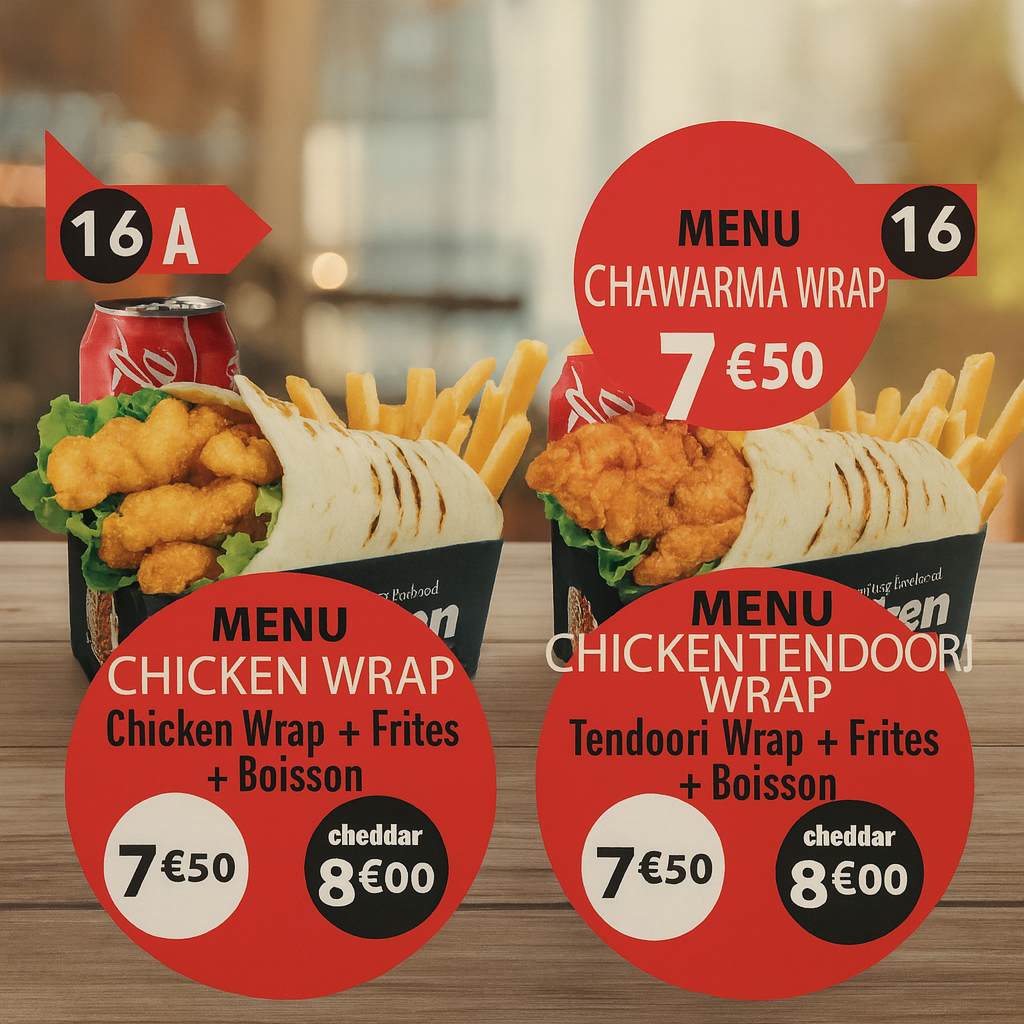 16 A
MENU
CHAWARMA WRAP
7 €50
16
MENU
CHICKEN WRAP
Chicken Wrap + Frites
+ Boisson
7 €50
cheddar
8 €00
MENU
CHICKEN TENDOORI
WRAP
Tendoori Wrap + Frites
+ Boisson
7 €50
cheddar
8 €00